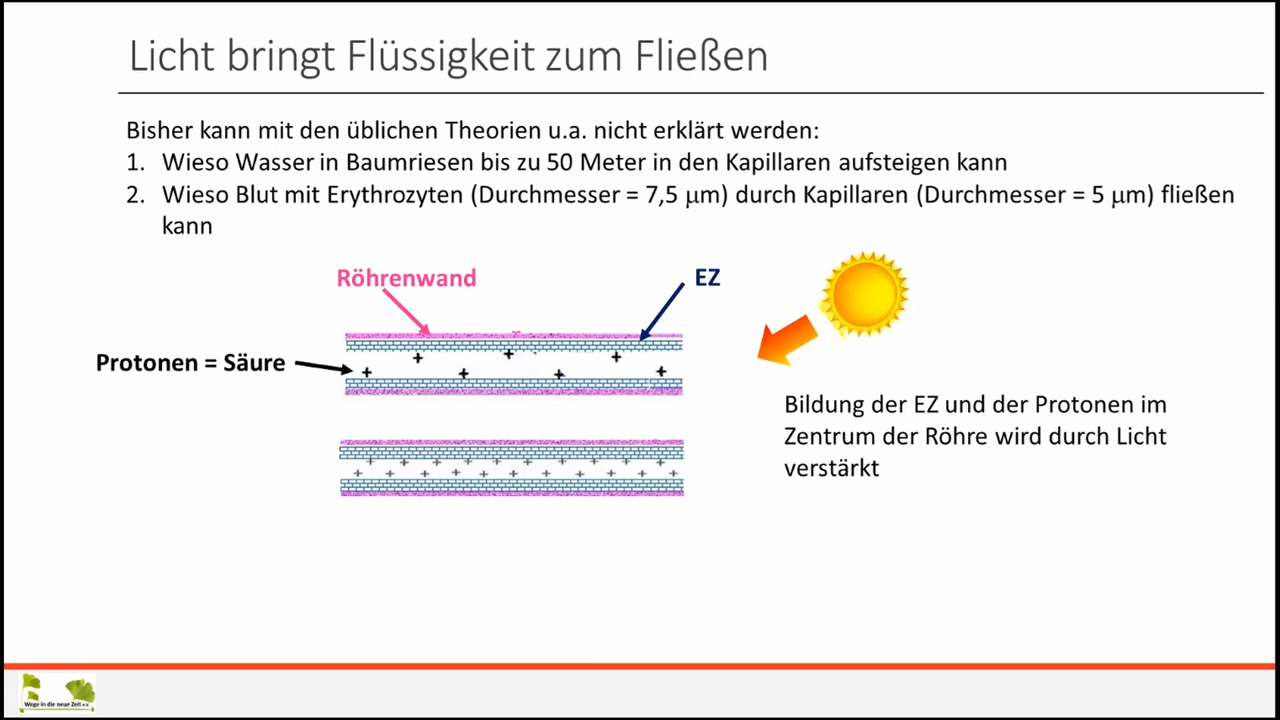 Licht bringt Flüssigkeit zum Fließen
Bisher kann mit den üblichen Theorien u.a. nicht erklärt werden:
1. Wieso Wasser in Baumriesen bis zu 50 Meter in den Kapillaren aufsteigen kann
2. Wieso Blut mit Erythrozyten (Durchmesser = 7,5 µm) durch Kapillaren (Durchmesser = 5 µm) fließen
kann
Röhrenwand
EZ
Protonen = Säure
Bildung der EZ und der Protonen im
Zentrum der Röhre wird durch Licht
verstärkt
Wege in die neue Zeit e.V.